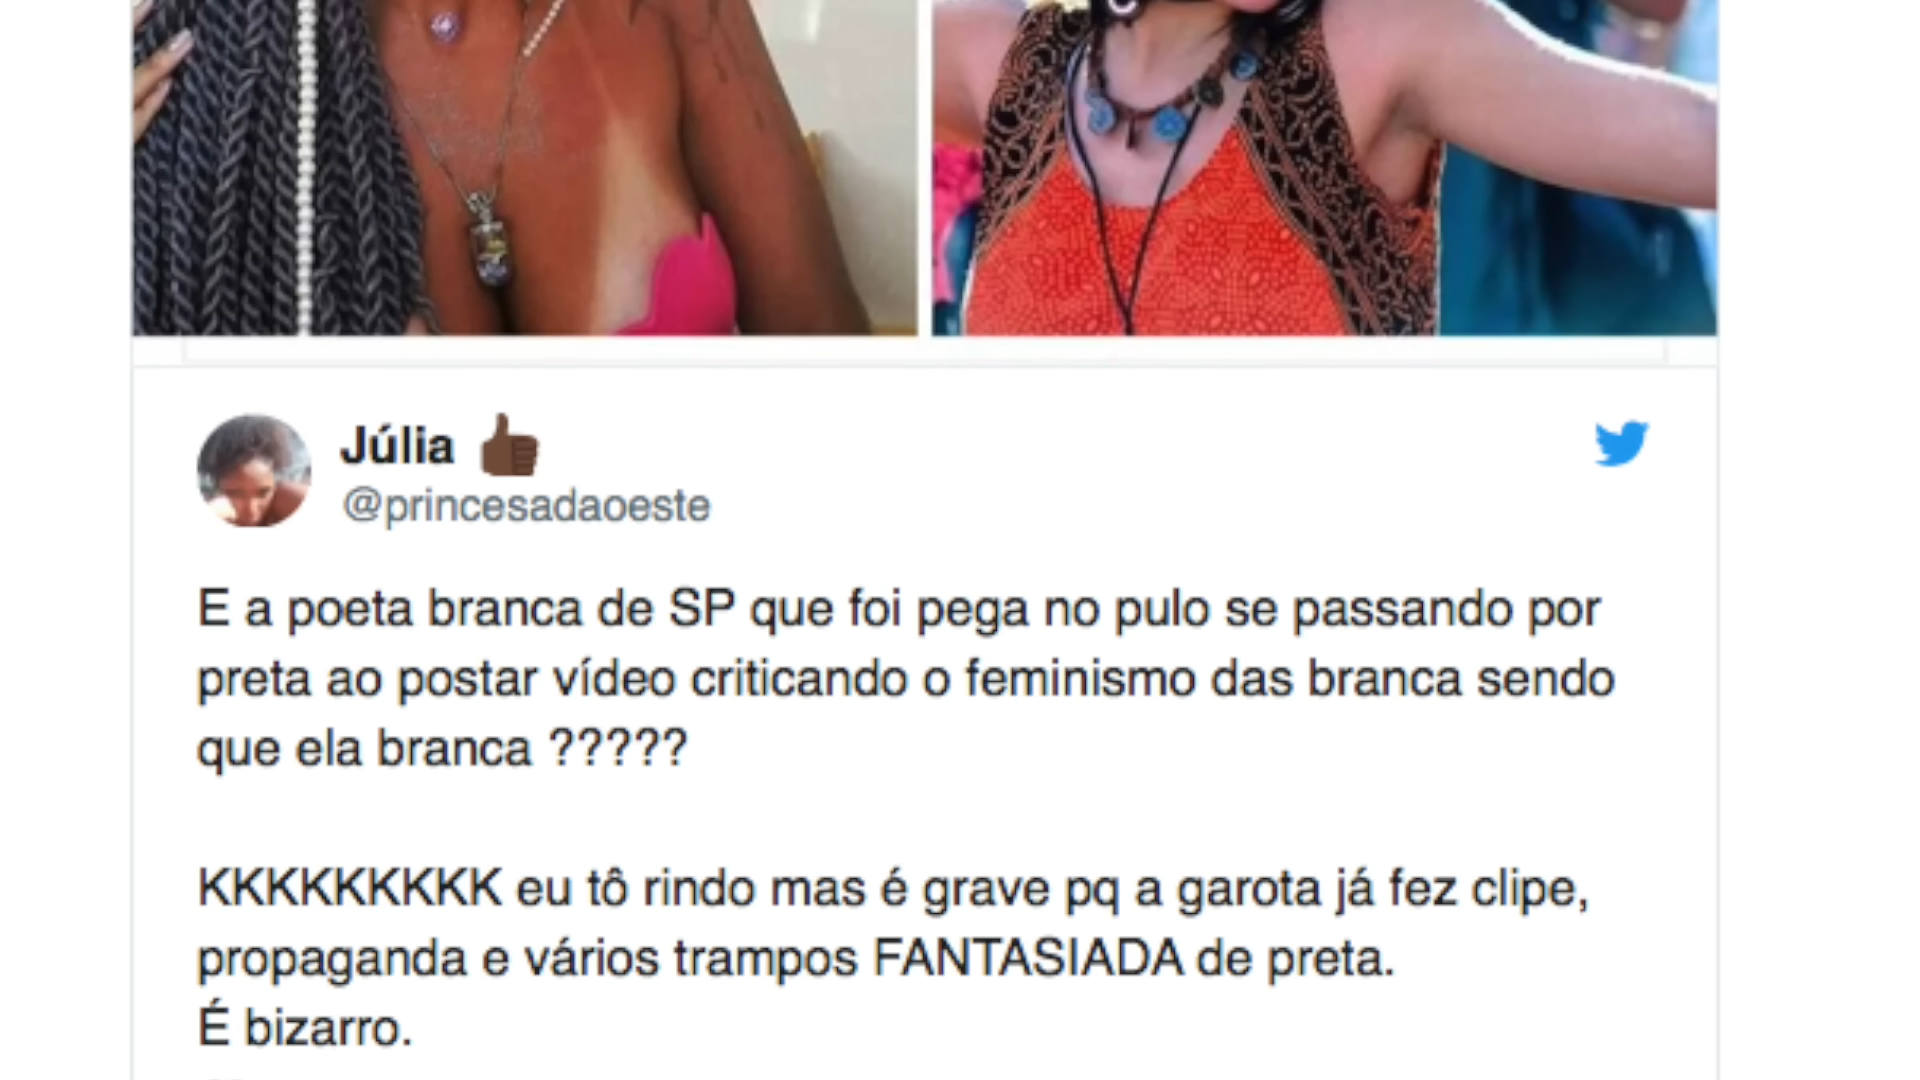 Júlia 👍🏿
@princesadaoeste
E a poeta branca de SP que foi pega no pulo se passando por
preta ao postar vídeo criticando o feminismo das branca sendo
que ela branca ?????
KKKKKKKKK eu tô rindo mas é grave pq a garota já fez clipe,
propaganda e vários trampos FANTASIADA de preta.
É bizarro.